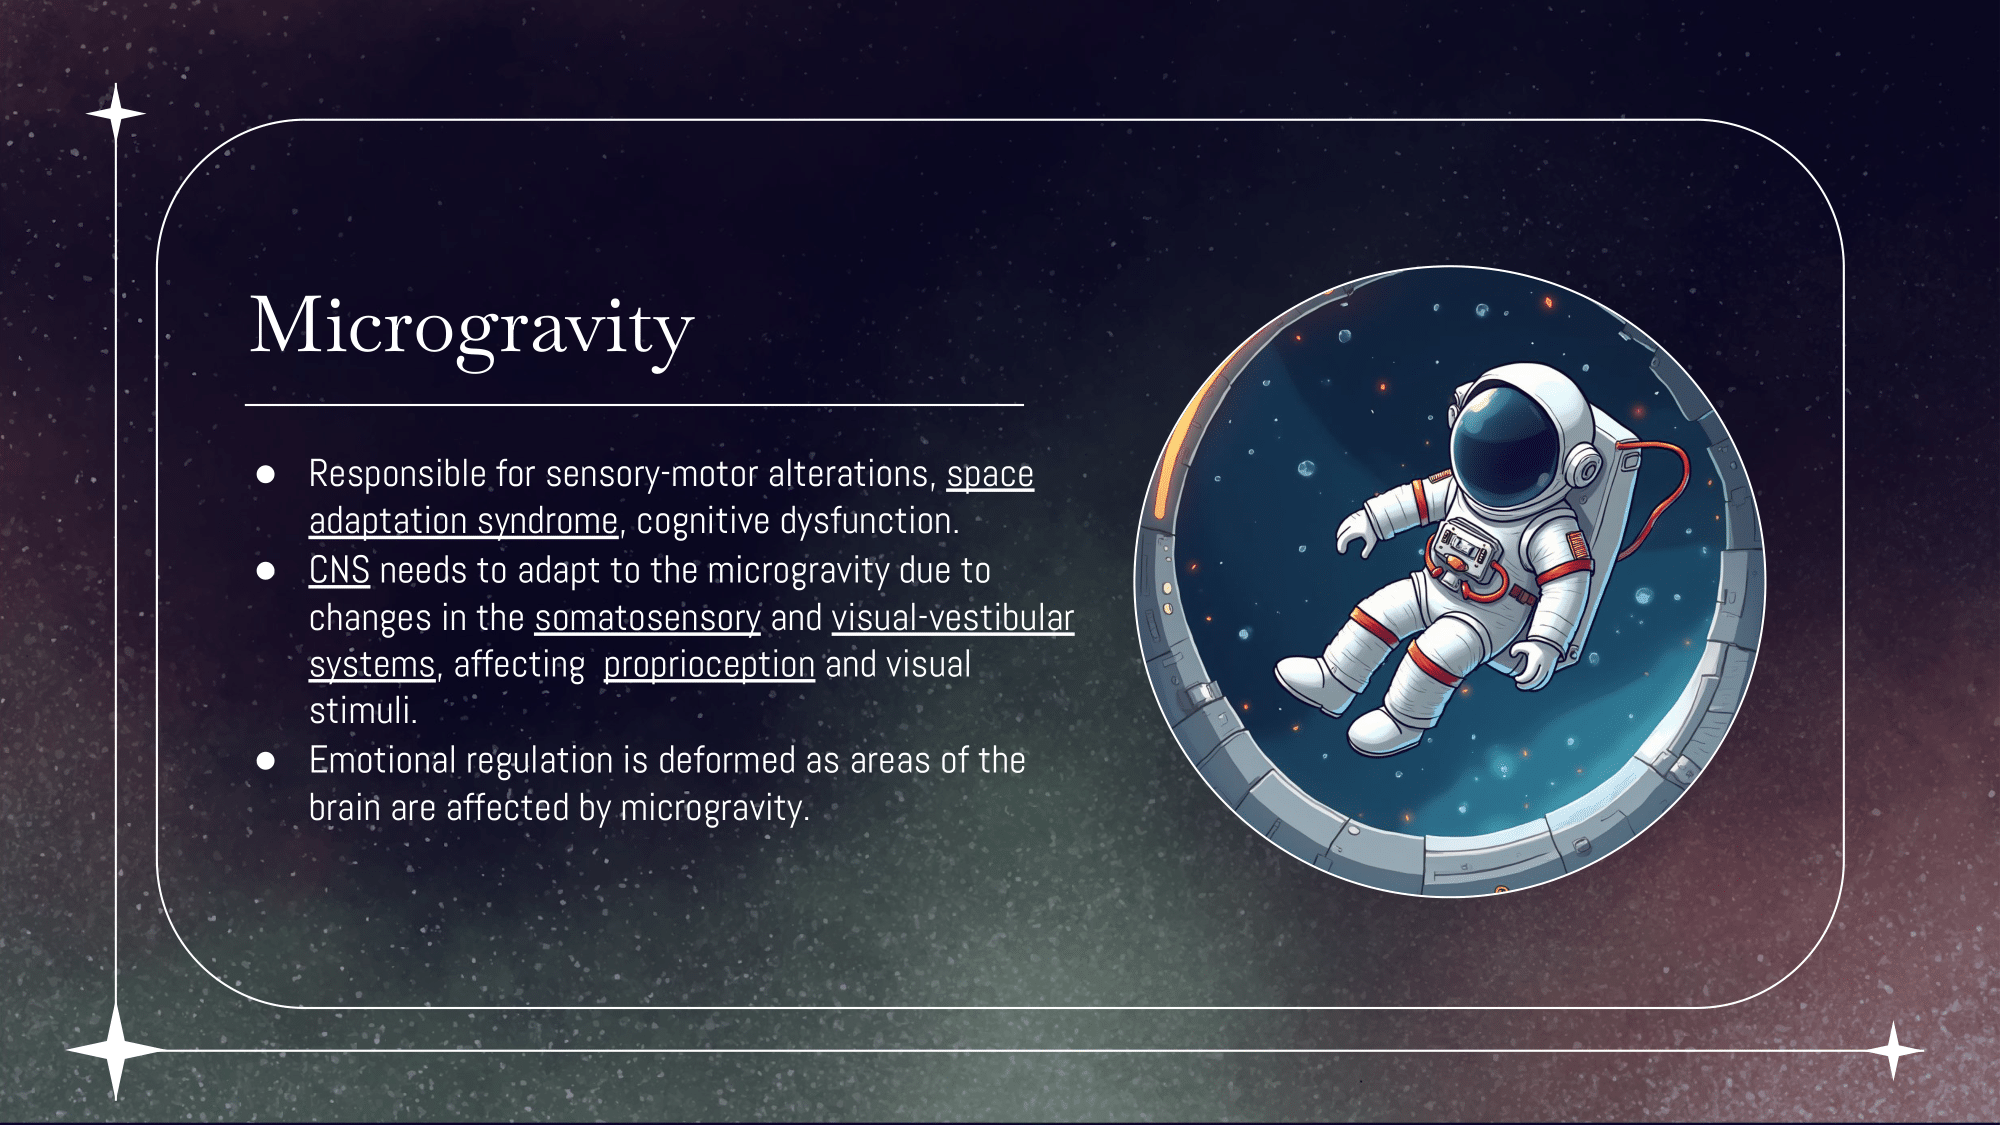 Microgravity
● Responsible for sensory-motor alterations, space
adaptation syndrome, cognitive dysfunction.
● CNS needs to adapt to the microgravity due to
changes in the somatosensory and visual-vestibular
systems, affecting  proprioception and visual
stimuli.
● Emotional regulation is deformed as areas of the
brain are affected by microgravity.